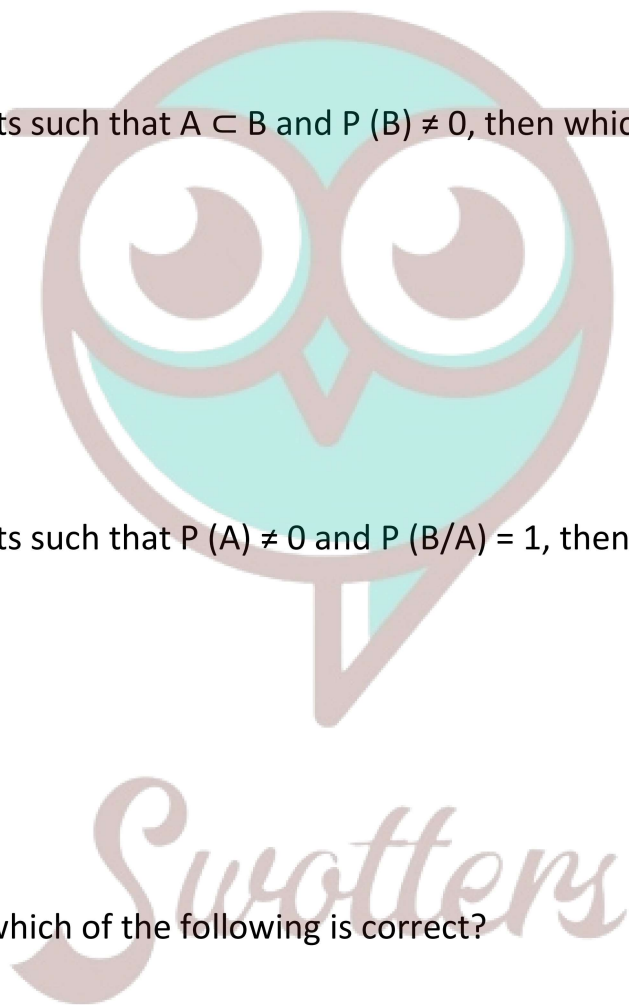 ts such that A ⊂ B and P (B) ≠ 0, then whic
ts such that P (A) ≠ 0 and P (B/A) = 1, then
Swotters
which of the following is correct?